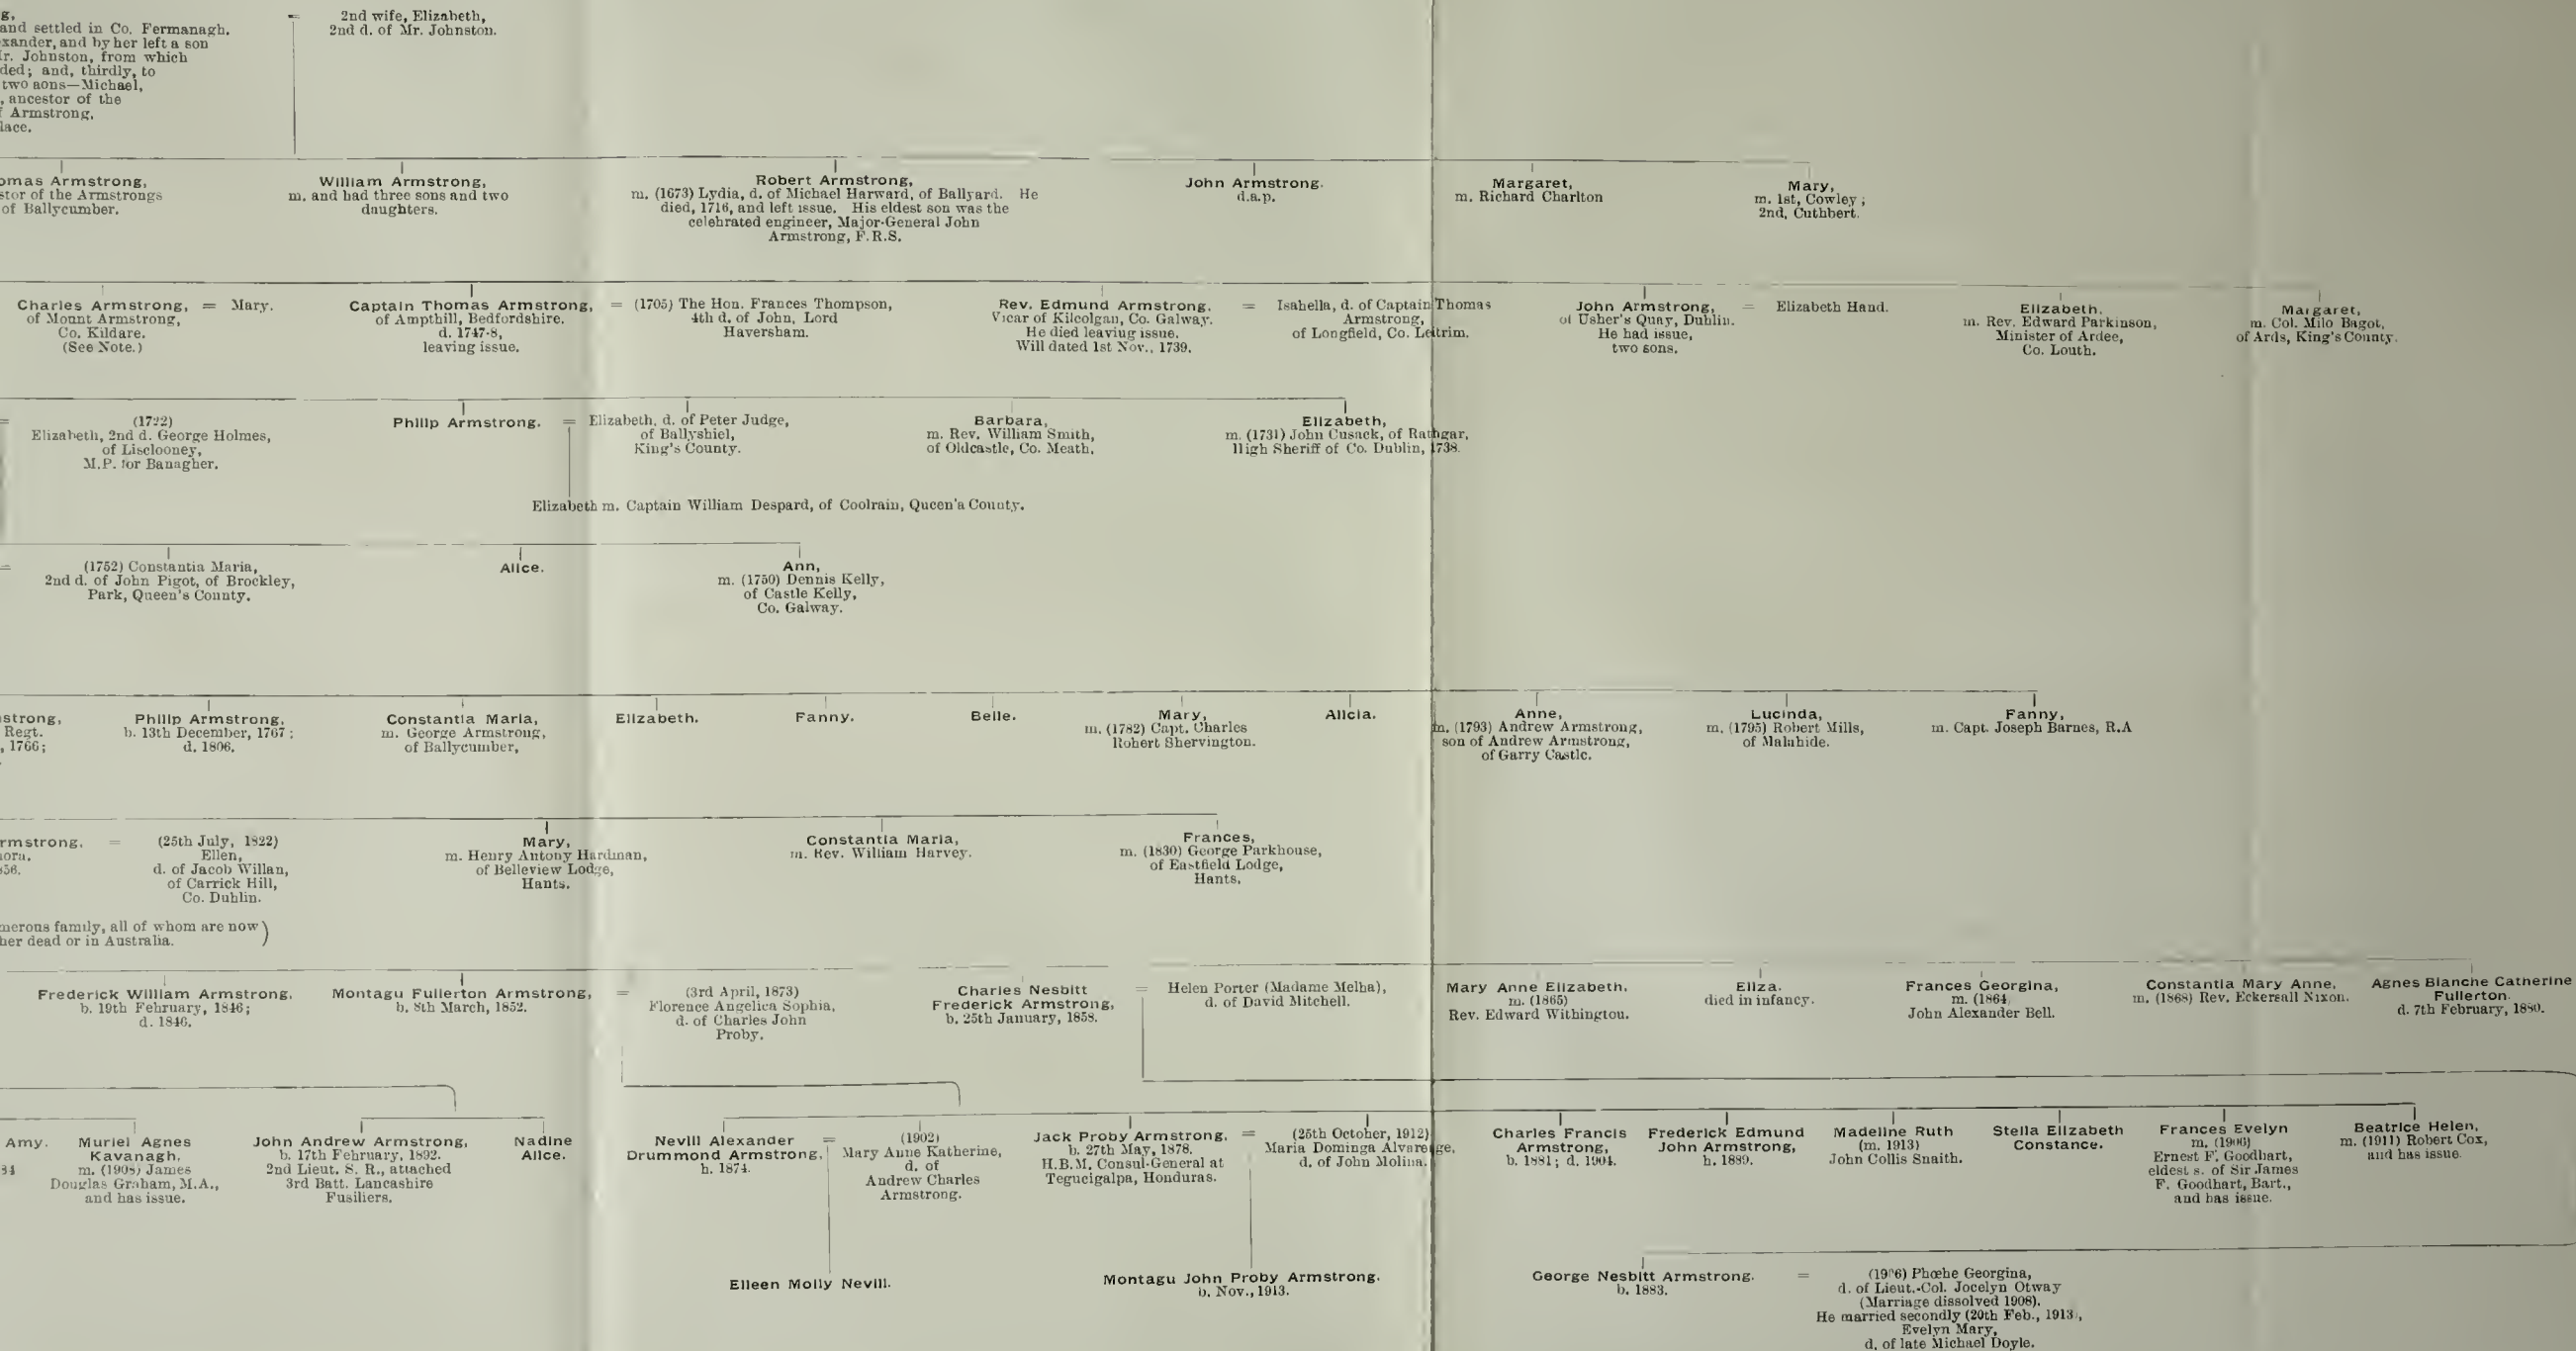 g,
and settled in Co. Fermanagh.
xander, and by her left a son
Ir. Johnston, from which
ded; and, thirdly, to
two aons—Michael,
, ancestor of the
f Armstrong,
lace.
=
2nd wife, Elizabeth,
2nd d. of Mr. Johnston.
omas Armstrong,
stor of the Armstrongs
of Ballycumber.
William Armstrong,
m. and had three sons and two
daughters.
Robert Armstrong,
m. (1673) Lydia, d. of Michael Harward, of Ballyard. He
died, 1716, and left issue. His eldest son was the
celebrated engineer, Major-General John
Armstrong, F.R.S.
John Armstrong.
d.a.p.
Margaret,
m. Richard Charlton
Mary,
m. 1st, Cowley;
2nd, Cuthbert.
Charles Armstrong, = Mary.
of Mount Armstrong,
Co. Kildare.
(See Note.)
Captain Thomas Armstrong, =
of Ampthill, Bedfordshire.
d. 1747-8,
leaving issue.
(1705) The Hon. Frances Thompson,
4th d. of John, Lord
Haversham.
Rev. Edmund Armstrong. =
Vicar of Kilcolgan, Co. Galway.
He died leaving issue.
Will dated 1st Nov., 1739.
Isabella, d. of Captain Thomas
Armstrong,
of Longfield, Co. Leitrim.
John Armstrong, = Elizabeth Hand.
of Usher's Quay, Dublin.
He had issue,
two sons.
Elizabeth,
m. Rev. Edward Parkinson,
Minister of Ardee,
Co. Louth.
Margaret,
m. Col. Milo Bagot,
of Ards, King's County.
=
(1722)
Elizabeth, 2nd d. George Holmes,
of Lisclooney,
M.P. for Banagher.
Philip Armstrong. =
Elizabeth, d. of Peter Judge,
of Ballyshiel,
King's County.
Barbara,
m. Rev. William Smith,
of Oldcastle, Co. Meath,
Elizabeth,
m. (1731) John Cusack, of Rathgar,
High Sheriff of Co. Dublin, 1738.
Elizabeth m. Captain William Despard, of Coolrain, Queen'a County.
=
(1752) Constantia Maria,
2nd d. of John Pigot, of Brockley,
Park, Queen's County.
Alice.
Ann,
m. (1750) Dennis Kelly,
of Castle Kelly,
Co. Galway.
strong,
Regt.
, 1766;
Philip Armstrong,
b. 13th December, 1767;
d. 1806.
Constantia Maria,
m. George Armstrong,
of Ballycumber,
Elizabeth.
Fanny.
Belle.
Mary,
m. (1782) Capt. Charles
Robert Shervington.
Alicia.
Anne,
m. (1793) Andrew Armstrong,
son of Andrew Armstrong,
of Garry Castle.
Lucinda,
m. (1795) Robert Mills,
of Malahide.
Fanny,
m. Capt. Joseph Barnes, R.A
rmstrong, =
nora,
856.
(25th July, 1822)
Ellen,
d. of Jacob Willan,
of Carrick Hill,
Co. Dublin.
Mary,
m. Henry Antony Hardman,
of Belleview Lodge,
Hants.
Constantia Maria,
m. Rev. William Harvey.
Frances,
m. (1830) George Parkhouse,
of Eastfield Lodge,
Hants.
nerous family, all of whom are now)
her dead or in Australia.
Frederick William Armstrong,
b. 19th February, 1846;
d. 1846.
Montagu Fullerton Armstrong, =
b. 8th March, 1852.
(3rd April, 1873)
Florence Angelica Sophia,
d. of Charles John
Proby.
Charles Nesbitt =
Frederick Armstrong,
b. 25th January, 1858.
Helen Porter (Madame Melba),
d. of David Mitchell.
Mary Anne Elizabeth,
m. (1865)
Rev. Edward Withington.
Eliza.
died in infancy.
Frances Georgina,
m. (1864)
John Alexander Bell.
Constantia Mary Anne,
m. (1868) Rev. Eckersall Nixon.
Agnes Blanche Catherine
Fullerton.
d. 7th February, 1880.
Amy.
84
Muriel Agnes
Kavanagh,
m. (1908) James
Douglas Graham, M.A.,
and has issue.
John Andrew Armstrong,
b. 17th February, 1892.
2nd Lieut. S. R., attached
3rd Batt. Lancashire
Fusiliers.
Nadine
Alice.
Nevill Alexander =
Drummond Armstrong,
b. 1874.
(1902)
Mary Anne Katherine,
d. of
Andrew Charles
Armstrong.
Jack Proby Armstrong, =
b. 27th May, 1878.
H.B.M. Consul-General at
Tegucigalpa, Honduras.
(25th October, 1912)
Maria Dominga Alvarenge,
d. of John Molina.
Charles Francis
Armstrong,
b. 1881; d. 1904.
Frederick Edmund
John Armstrong,
b. 1889.
Madeline Ruth
(m. 1913)
John Collis Snaith.
Stella Elizabeth
Constance.
Frances Evelyn
m. (1906)
Ernest F. Goodhart,
eldest s. of Sir James
F. Goodhart, Bart.,
and has issue.
Beatrice Helen,
m. (1911) Robert Cox,
and has issue.
Eileen Molly Nevill.
Montagu John Proby Armstrong.
b. Nov., 1913.
George Nesbitt Armstrong. =
b. 1883.
(1906) Phœbe Georgina,
d. of Lieut.-Col. Jocelyn Otway
(Marriage dissolved 1908).
He married secondly (20th Feb., 1913),
Evelyn Mary,
d. of late Michael Doyle.